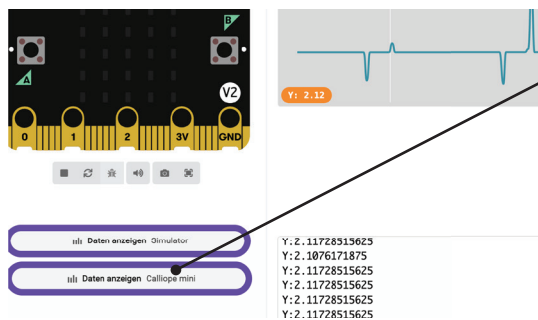 B
A
V2
0 1 2 3V GND
Daten anzeigen Simulator
Daten anzeigen Calliope mini
Y: 2.12
Y:2.11728515625
Y:2.1076171875
Y:2.11728515625
Y:2.11728515625
Y:2.11728515625
Y:2.11728515625